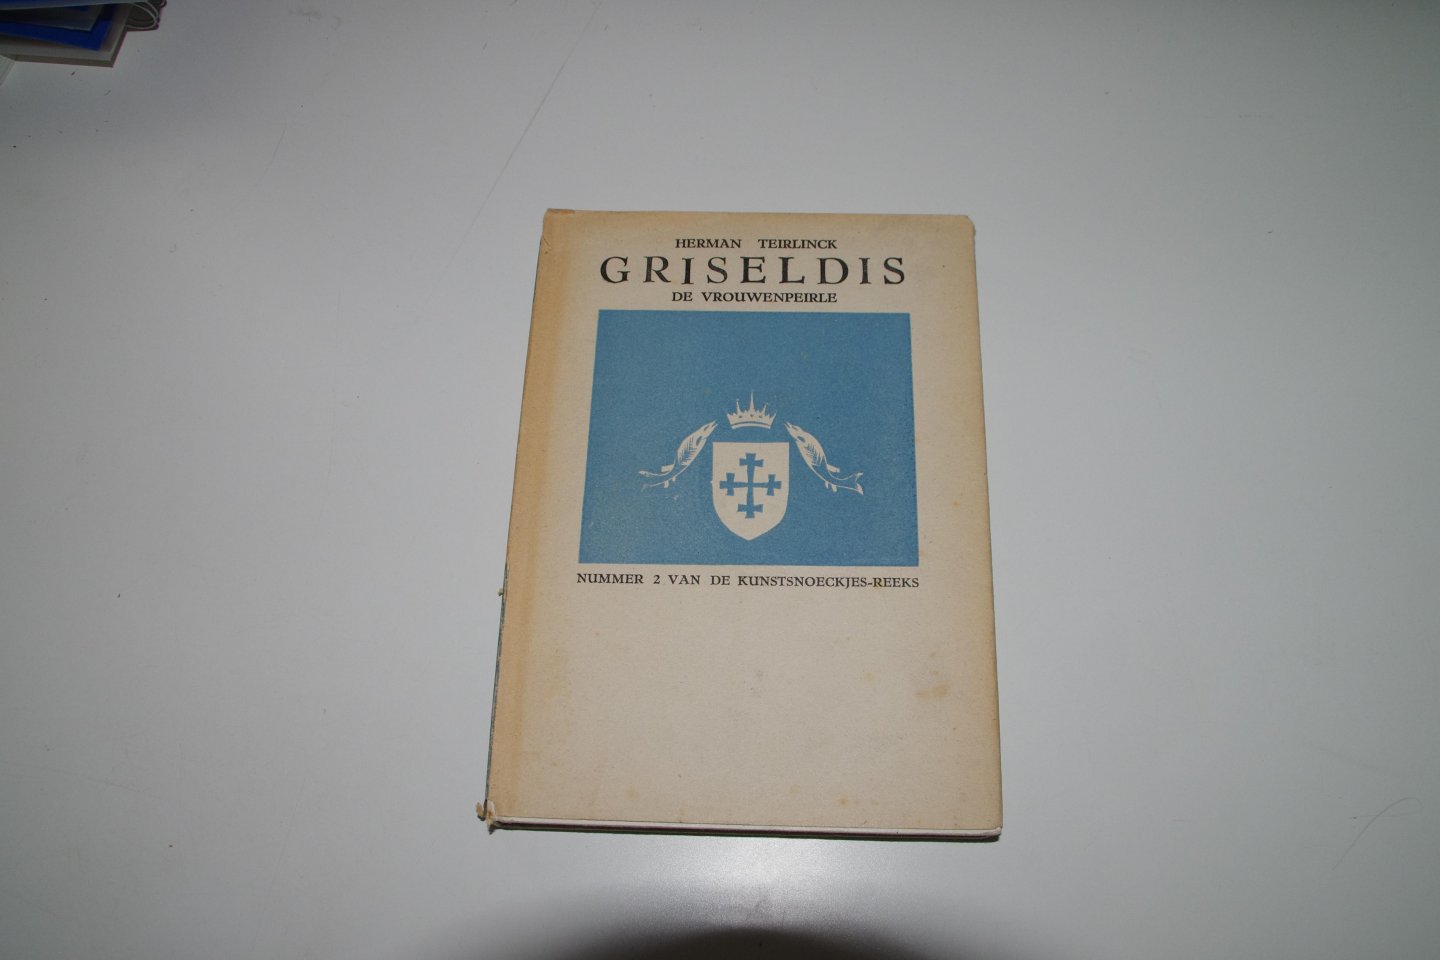 HERMAN TEIRLINCK
GRISELDIS
DE VROUWENPEIRLE
NUMMER 2 VAN DE KUNSTSNOECKJES-REEKS